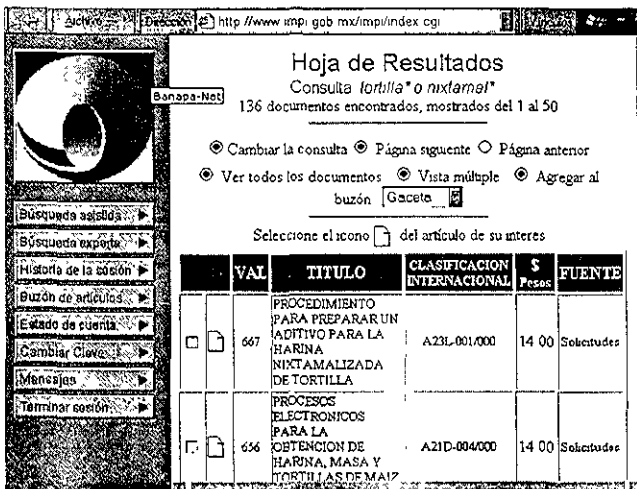 Archivo
Dirección http //www impi gob mx/impi/index cgi
Banapa-Net
Hoja de Resultados
Consulta tortilla* o nixtamal*
136 documentos encontrados, mostrados del 1 al 50
Cambiar la consulta Página siguiente Página anterior
Ver todos los documentos Vista múltiple Agregar al
buzón Gaceta
Seleccione el icono del artículo de su interes
Búsqueda asistida
Búsqueda experta
Historia de la sesión
Buzón de artículos
Estado de cuenta
Cambiar Clave
Mensajes
Terminar sesión
VAL TITULO CLASIFICACION INTERNACIONAL $ Pesos FUENTE
667 PROCEDIMIENTO PARA PREPARAR UN ADITIVO PARA LA HARINA NIXTAMALIZADA DE TORTILLA A23L-001/000 14 00 Solicitudes
656 PROCESOS ELECTRONICOS PARA LA OBTENCION DE HARINA, MASA Y TORTILLAS DE MAIZ A21D-004/000 14 00 Solicitudes